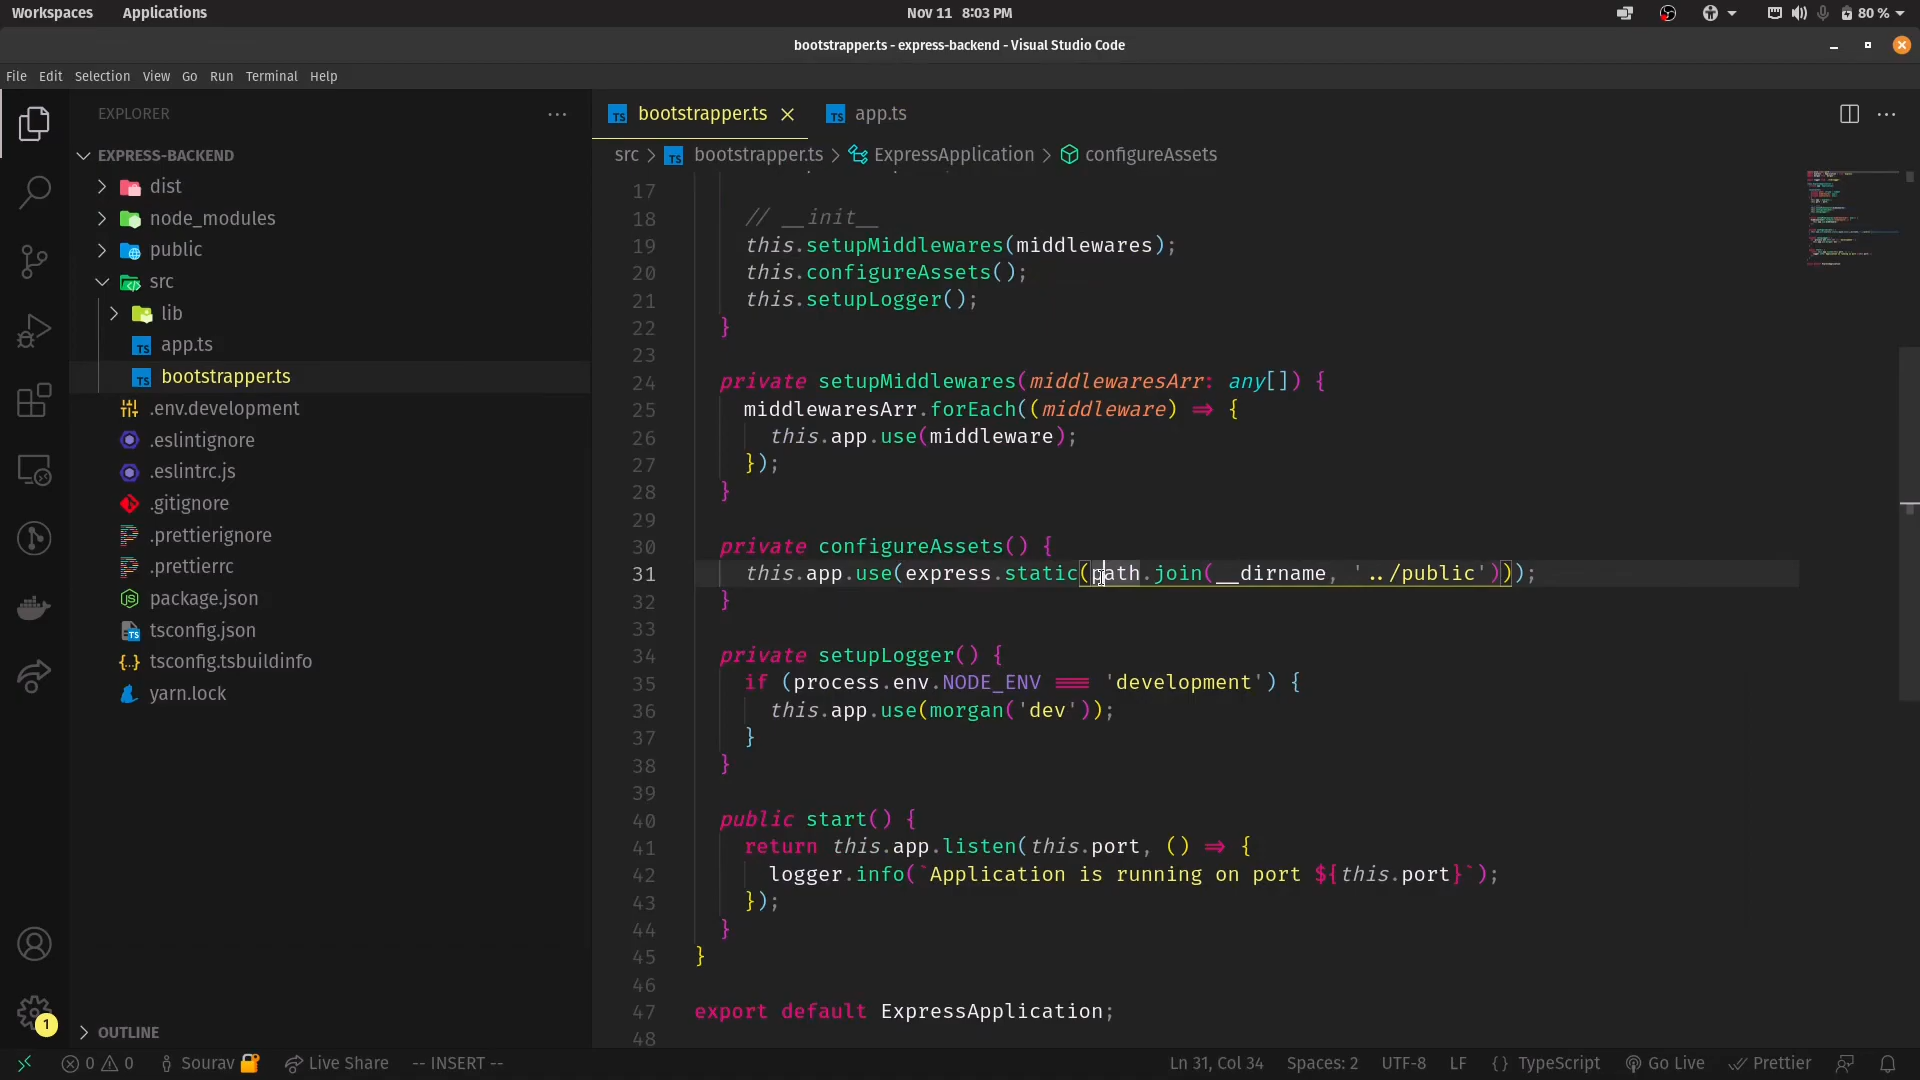 Workspaces Applications Nov 11 8:03 PM 80 %
bootstrapper.ts - express-backend - Visual Studio Code
File Edit Selection View Go Run Terminal Help
EXPLORER
EXPRESS-BACKEND
dist
node_modules
public
src
lib
app.ts
bootstrapper.ts
.env.development
.eslintignore
.eslintrc.js
.gitignore
.prettierignore
.prettierrc
package.json
tsconfig.json
tsconfig.tsbuildinfo
yarn.lock
OUTLINE
bootstrapper.ts app.ts
src > bootstrapper.ts > ExpressApplication > configureAssets
17
18 // __init__
19 this.setupMiddlewares(middlewares);
20 this.configureAssets();
21 this.setupLogger();
22 }
23
24 private setupMiddlewares(middlewaresArr: any[]) {
25 middlewaresArr.forEach((middleware) => {
26 this.app.use(middleware);
27 });
28 }
29
30 private configureAssets() {
31 this.app.use(express.static(path.join(__dirname, '../public')));
32 }
33
34 private setupLogger() {
35 if (process.env.NODE_ENV === 'development') {
36 this.app.use(morgan('dev'));
37 }
38 }
39
40 public start() {
41 return this.app.listen(this.port, () => {
42 logger.info(`Application is running on port ${this.port}`);
43 });
44 }
45 }
46
47 export default ExpressApplication;
48
1
0 0 Sourav Live Share -- INSERT -- Ln 31, Col 34 Spaces: 2 UTF-8 LF {} TypeScript Go Live Prettier